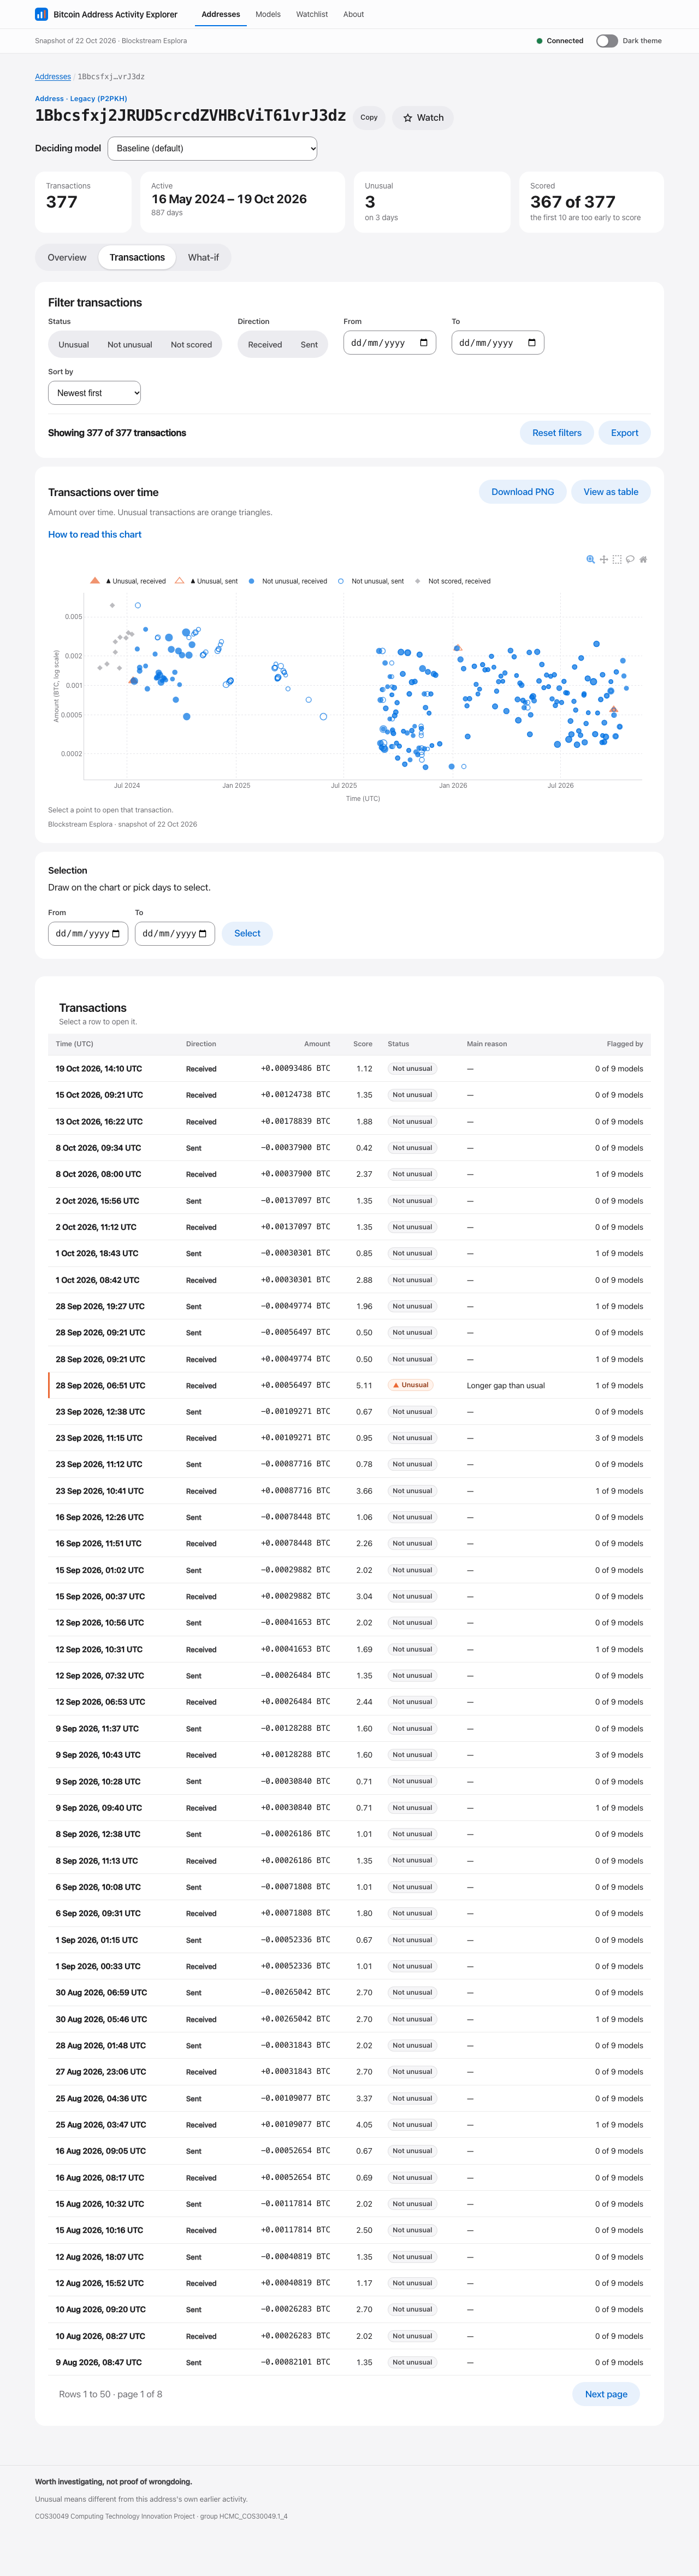 Bitcoin Address Activity Explorer Addresses Models Watchlist About
Snapshot of 22 Oct 2026 · Blockstream Esplora Connected Dark theme
Addresses / 1Bbcsfxj…vrJ3dz
Address · Legacy (P2PKH)
1Bbcsfxj2JRUD5crcdZVHBcViT61vrJ3dz Copy Watch
Deciding model Baseline (default)
Transactions
377
Active
16 May 2024 – 19 Oct 2026
887 days
Unusual
3
on 3 days
Scored
367 of 377
the first 10 are too early to score
Overview Transactions What-if
Filter transactions
Status Direction From To
Unusual Not unusual Not scored Received Sent dd/mm/yyyy dd/mm/yyyy
Sort by
Newest first
Showing 377 of 377 transactions Reset filters Export
Transactions over time Download PNG View as table
Amount over time. Unusual transactions are orange triangles.
How to read this chart
▲ Unusual, received ▲ Unusual, sent Not unusual, received Not unusual, sent Not scored, received
Amount (BTC, log scale)
0.005
0.002
0.001
0.0005
0.0002
Jul 2024 Jan 2025 Jul 2025 Jan 2026 Jul 2026
Time (UTC)
Select a point to open that transaction.
Blockstream Esplora · snapshot of 22 Oct 2026
Selection
Draw on the chart or pick days to select.
From To
dd/mm/yyyy dd/mm/yyyy Select
Transactions
Select a row to open it.
Time (UTC) Direction Amount Score Status Main reason Flagged by
19 Oct 2026, 14:10 UTC Received +0.00093486 BTC 1.12 Not unusual — 0 of 9 models
15 Oct 2026, 09:21 UTC Received +0.00124738 BTC 1.35 Not unusual — 0 of 9 models
13 Oct 2026, 16:22 UTC Received +0.00178839 BTC 1.88 Not unusual — 0 of 9 models
8 Oct 2026, 09:34 UTC Sent −0.00037900 BTC 0.42 Not unusual — 0 of 9 models
8 Oct 2026, 08:00 UTC Received +0.00037900 BTC 2.37 Not unusual — 1 of 9 models
2 Oct 2026, 15:56 UTC Sent −0.00137097 BTC 1.35 Not unusual — 0 of 9 models
2 Oct 2026, 11:12 UTC Received +0.00137097 BTC 1.35 Not unusual — 0 of 9 models
1 Oct 2026, 18:43 UTC Sent −0.00030301 BTC 0.85 Not unusual — 1 of 9 models
1 Oct 2026, 08:42 UTC Received +0.00030301 BTC 2.88 Not unusual — 0 of 9 models
28 Sep 2026, 19:27 UTC Sent −0.00049774 BTC 1.96 Not unusual — 1 of 9 models
28 Sep 2026, 09:21 UTC Sent −0.00056497 BTC 0.50 Not unusual — 0 of 9 models
28 Sep 2026, 09:21 UTC Received +0.00049774 BTC 0.50 Not unusual — 1 of 9 models
28 Sep 2026, 06:51 UTC Received +0.00056497 BTC 5.11 ▲ Unusual Longer gap than usual 1 of 9 models
23 Sep 2026, 12:38 UTC Sent −0.00109271 BTC 0.67 Not unusual — 0 of 9 models
23 Sep 2026, 11:15 UTC Received +0.00109271 BTC 0.95 Not unusual — 3 of 9 models
23 Sep 2026, 11:12 UTC Sent −0.00087716 BTC 0.78 Not unusual — 0 of 9 models
23 Sep 2026, 10:41 UTC Received +0.00087716 BTC 3.66 Not unusual — 1 of 9 models
16 Sep 2026, 12:26 UTC Sent −0.00078448 BTC 1.06 Not unusual — 0 of 9 models
16 Sep 2026, 11:51 UTC Received +0.00078448 BTC 2.26 Not unusual — 0 of 9 models
15 Sep 2026, 01:02 UTC Sent −0.00029882 BTC 2.02 Not unusual — 0 of 9 models
15 Sep 2026, 00:37 UTC Received +0.00029882 BTC 3.04 Not unusual — 0 of 9 models
12 Sep 2026, 10:56 UTC Sent −0.00041653 BTC 2.02 Not unusual — 0 of 9 models
12 Sep 2026, 10:31 UTC Received +0.00041653 BTC 1.69 Not unusual — 1 of 9 models
12 Sep 2026, 07:32 UTC Sent −0.00026484 BTC 1.35 Not unusual — 0 of 9 models
12 Sep 2026, 06:53 UTC Received +0.00026484 BTC 2.44 Not unusual — 0 of 9 models
9 Sep 2026, 11:37 UTC Sent −0.00128288 BTC 1.60 Not unusual — 0 of 9 models
9 Sep 2026, 10:43 UTC Received +0.00128288 BTC 1.60 Not unusual — 3 of 9 models
9 Sep 2026, 10:28 UTC Sent −0.00030840 BTC 0.71 Not unusual — 0 of 9 models
9 Sep 2026, 09:40 UTC Received +0.00030840 BTC 0.71 Not unusual — 1 of 9 models
8 Sep 2026, 12:38 UTC Sent −0.00026186 BTC 1.01 Not unusual — 0 of 9 models
8 Sep 2026, 11:13 UTC Received +0.00026186 BTC 1.35 Not unusual — 0 of 9 models
6 Sep 2026, 10:08 UTC Sent −0.00071808 BTC 1.01 Not unusual — 0 of 9 models
6 Sep 2026, 09:31 UTC Received +0.00071808 BTC 1.80 Not unusual — 0 of 9 models
1 Sep 2026, 01:15 UTC Sent −0.00052336 BTC 0.67 Not unusual — 0 of 9 models
1 Sep 2026, 00:33 UTC Received +0.00052336 BTC 1.01 Not unusual — 0 of 9 models
30 Aug 2026, 06:59 UTC Sent −0.00265042 BTC 2.70 Not unusual — 0 of 9 models
30 Aug 2026, 05:46 UTC Received +0.00265042 BTC 2.70 Not unusual — 1 of 9 models
28 Aug 2026, 01:48 UTC Sent −0.00031843 BTC 2.02 Not unusual — 0 of 9 models
27 Aug 2026, 23:06 UTC Received +0.00031843 BTC 2.70 Not unusual — 0 of 9 models
25 Aug 2026, 04:36 UTC Sent −0.00109077 BTC 3.37 Not unusual — 0 of 9 models
25 Aug 2026, 03:47 UTC Received +0.00109077 BTC 4.05 Not unusual — 1 of 9 models
16 Aug 2026, 09:05 UTC Sent −0.00052654 BTC 0.67 Not unusual — 0 of 9 models
16 Aug 2026, 08:17 UTC Received +0.00052654 BTC 0.69 Not unusual — 0 of 9 models
15 Aug 2026, 10:32 UTC Sent −0.00117814 BTC 2.02 Not unusual — 0 of 9 models
15 Aug 2026, 10:16 UTC Received +0.00117814 BTC 2.50 Not unusual — 0 of 9 models
12 Aug 2026, 18:07 UTC Sent −0.00040819 BTC 1.35 Not unusual — 0 of 9 models
12 Aug 2026, 15:52 UTC Received +0.00040819 BTC 1.17 Not unusual — 0 of 9 models
10 Aug 2026, 09:20 UTC Sent −0.00026283 BTC 2.70 Not unusual — 0 of 9 models
10 Aug 2026, 08:27 UTC Received +0.00026283 BTC 2.02 Not unusual — 0 of 9 models
9 Aug 2026, 08:47 UTC Sent −0.00082101 BTC 1.35 Not unusual — 0 of 9 models
Rows 1 to 50 · page 1 of 8 Next page
Worth investigating, not proof of wrongdoing.
Unusual means different from this address's own earlier activity.
COS30049 Computing Technology Innovation Project · group HCMC_COS30049.1_4